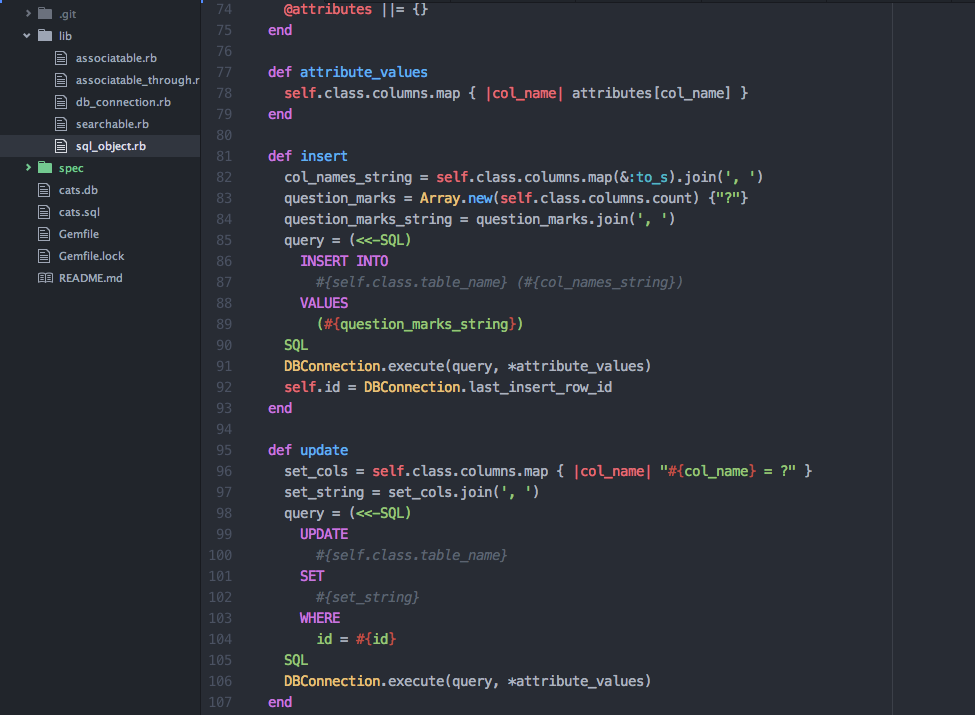 .git
lib
associatable.rb
associatable_through.r
db_connection.rb
searchable.rb
sql_object.rb
spec
cats.db
cats.sql
Gemfile
Gemfile.lock
README.md
74     @attributes ||= {}
75   end
76
77   def attribute_values
78     self.class.columns.map { |col_name| attributes[col_name] }
79   end
80
81   def insert
82     col_names_string = self.class.columns.map(&:to_s).join(', ')
83     question_marks = Array.new(self.class.columns.count) {"?"}
84     question_marks_string = question_marks.join(', ')
85     query = (<<-SQL)
86       INSERT INTO
87         #{self.class.table_name} (#{col_names_string})
88       VALUES
89         (#{question_marks_string})
90     SQL
91     DBConnection.execute(query, *attribute_values)
92     self.id = DBConnection.last_insert_row_id
93   end
94
95   def update
96     set_cols = self.class.columns.map { |col_name| "#{col_name} = ?" }
97     set_string = set_cols.join(', ')
98     query = (<<-SQL)
99       UPDATE
100         #{self.class.table_name}
101       SET
102         #{set_string}
103       WHERE
104         id = #{id}
105     SQL
106     DBConnection.execute(query, *attribute_values)
107   end